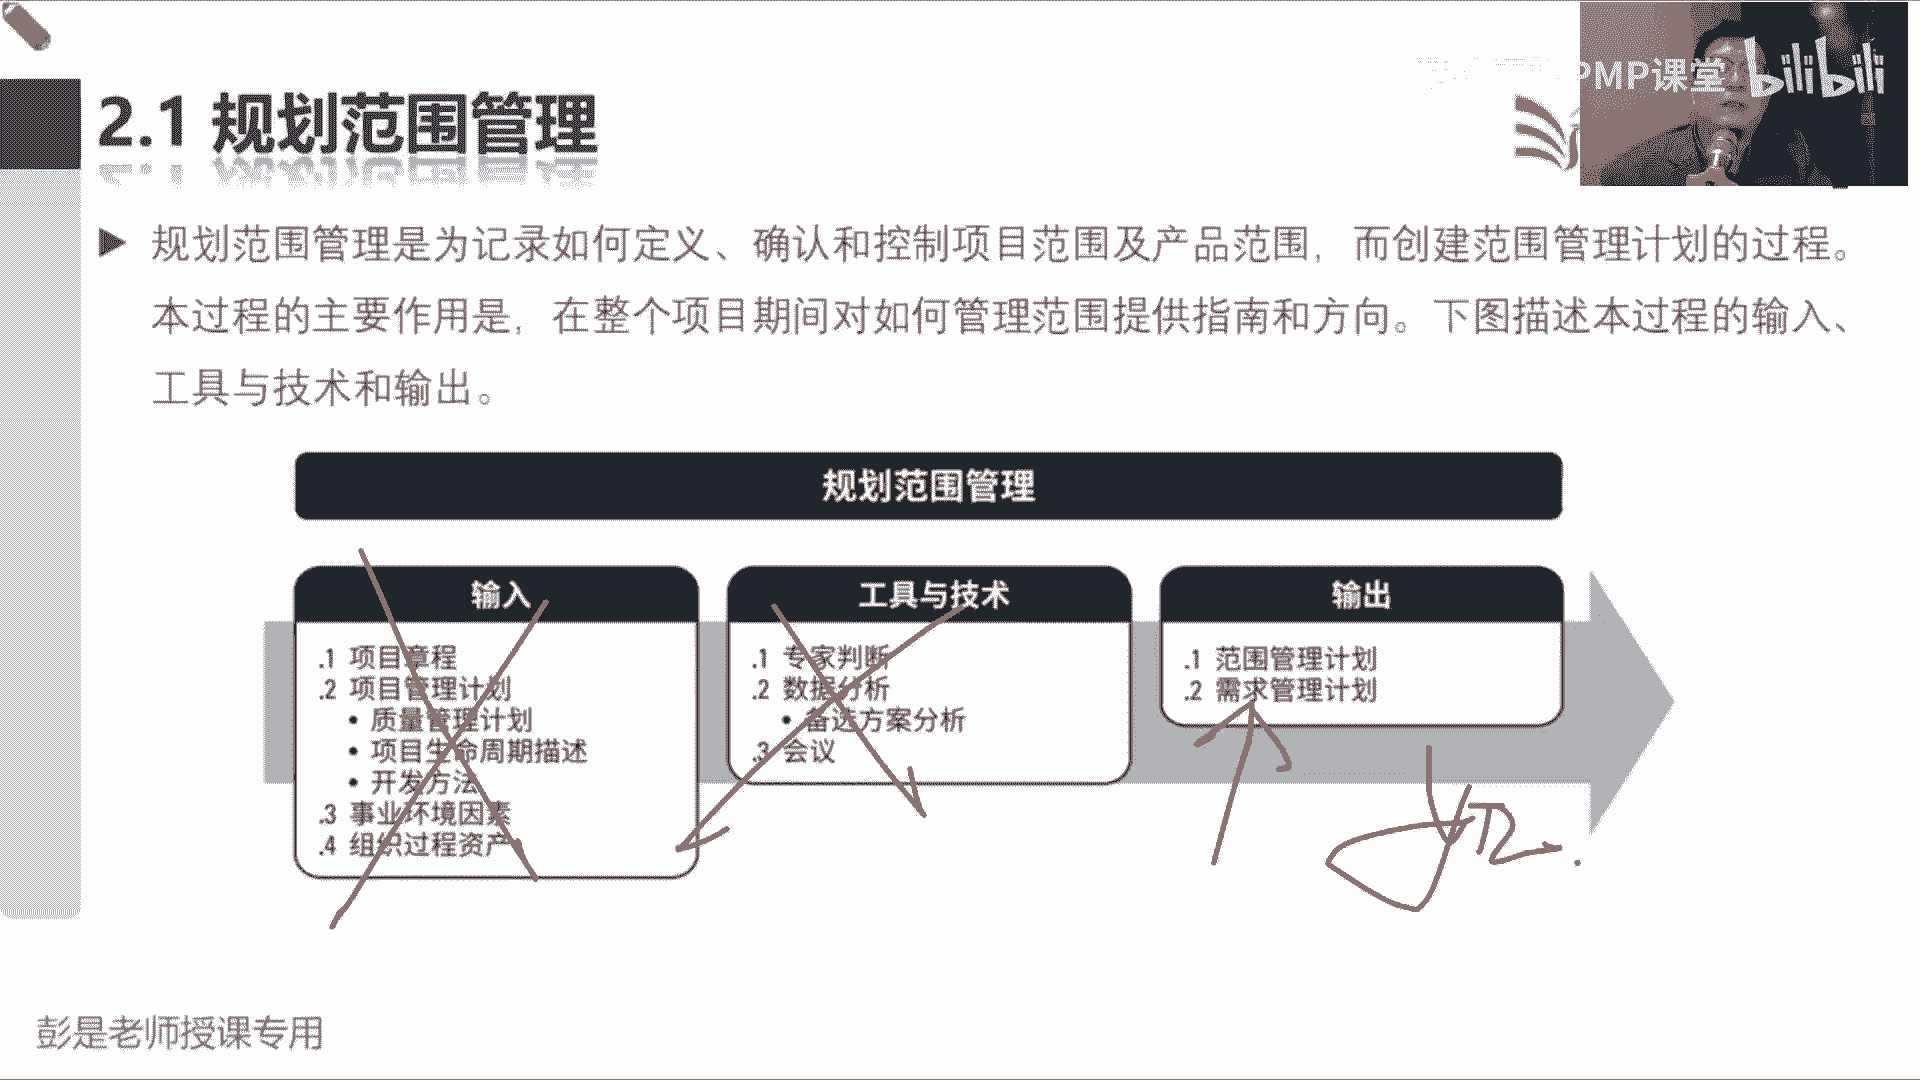 PMP课堂 bilibili
2.1 规划范围管理
规划范围管理是为记录如何定义、确认和控制项目范围及产品范围，而创建范围管理计划的过程。
本过程的主要作用是，在整个项目期间对如何管理范围提供指南和方向。下图描述本过程的输入、
工具与技术和输出。
规划范围管理
输入
.1 项目章程
.2 项目管理计划
• 质量管理计划
• 项目生命周期描述
• 开发方法
.3 事业环境因素
.4 组织过程资产
工具与技术
.1 专家判断
.2 数据分析
• 备选方案分析
.3 会议
输出
.1 范围管理计划
.2 需求管理计划
彭是老师授课专用